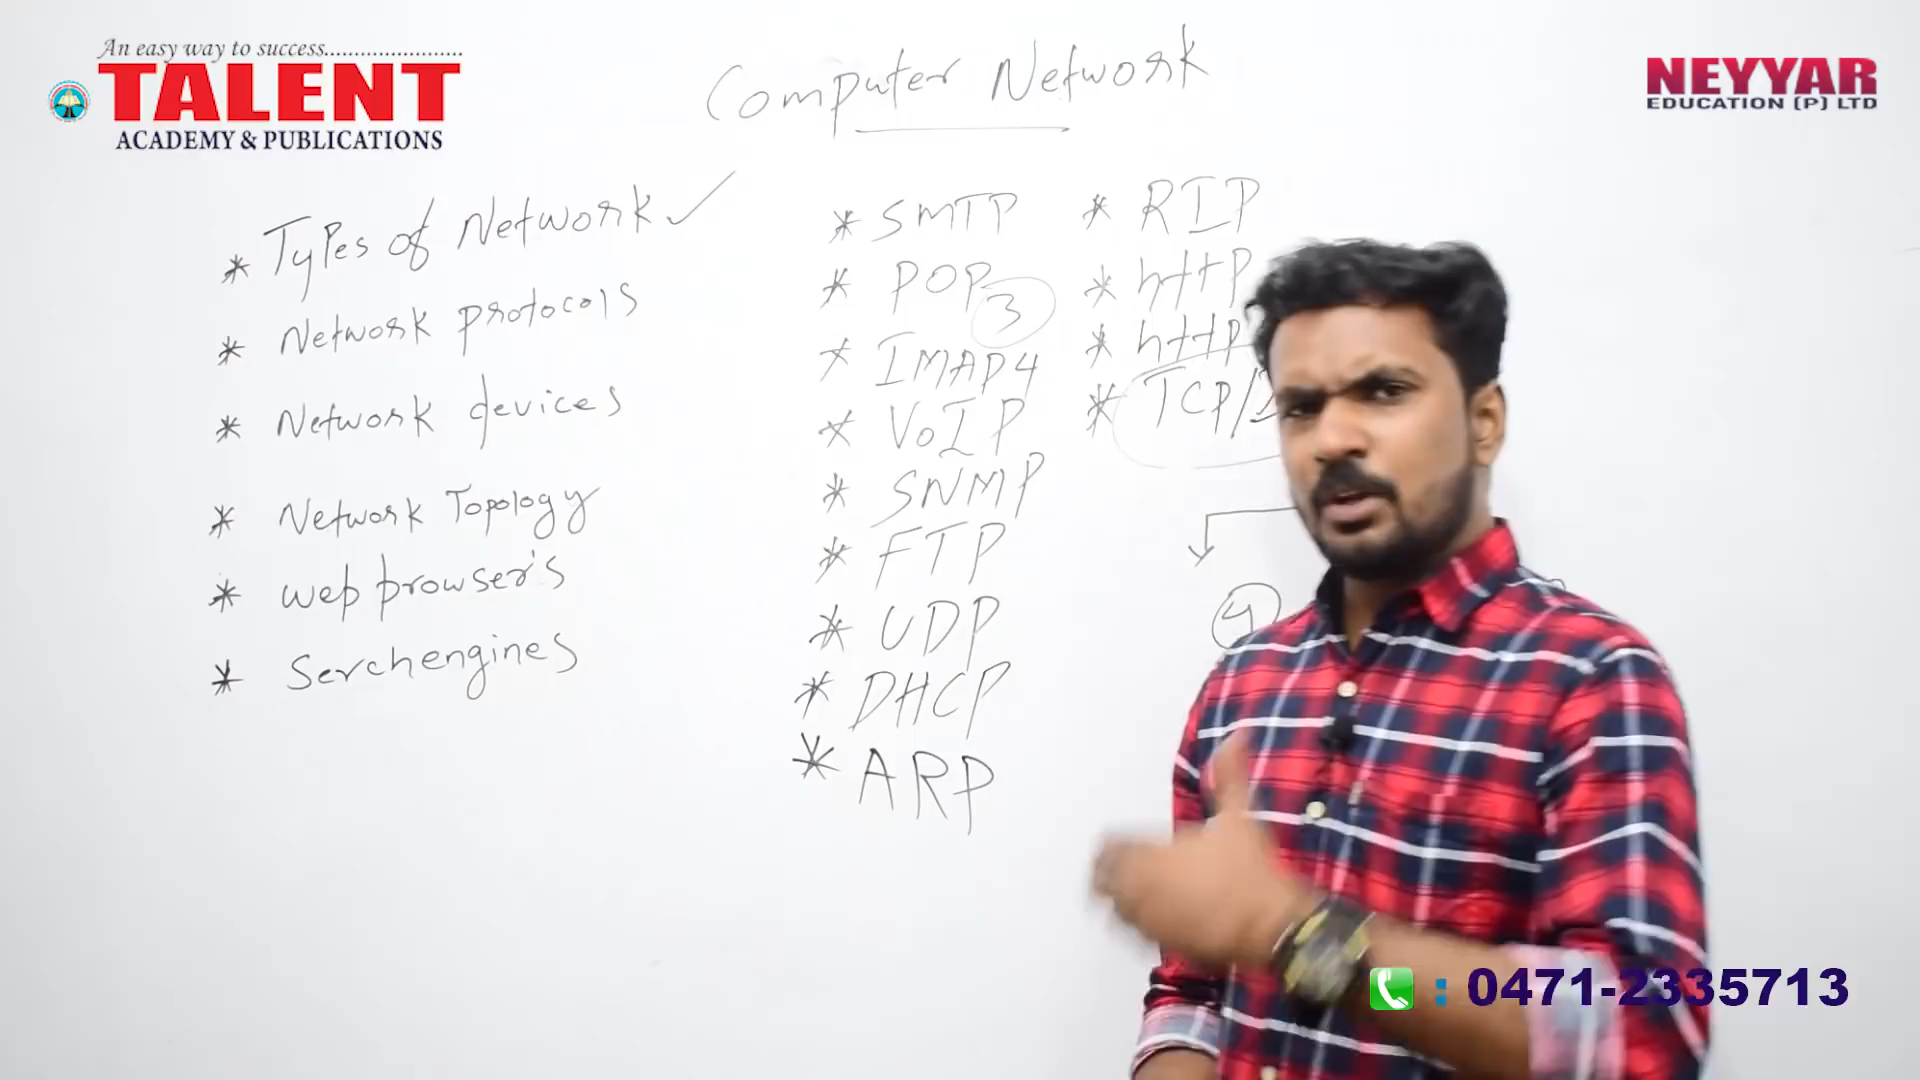 An easy way to success.......................
TALENT
ACADEMY & PUBLICATIONS
NEYYAR
EDUCATION (P) LTD
Computer Network
* Types of Network ✓
* Network protocols
* Network devices
* Network Topology
* web browser's
* Serchengines
* SMTP
* POP3
* IMAP4
* VoIP
* SNMP
* FTP
* UDP
* DHCP
* ARP
* RIP
* httP
* httP
* TCP/I
4
: 0471-2335713